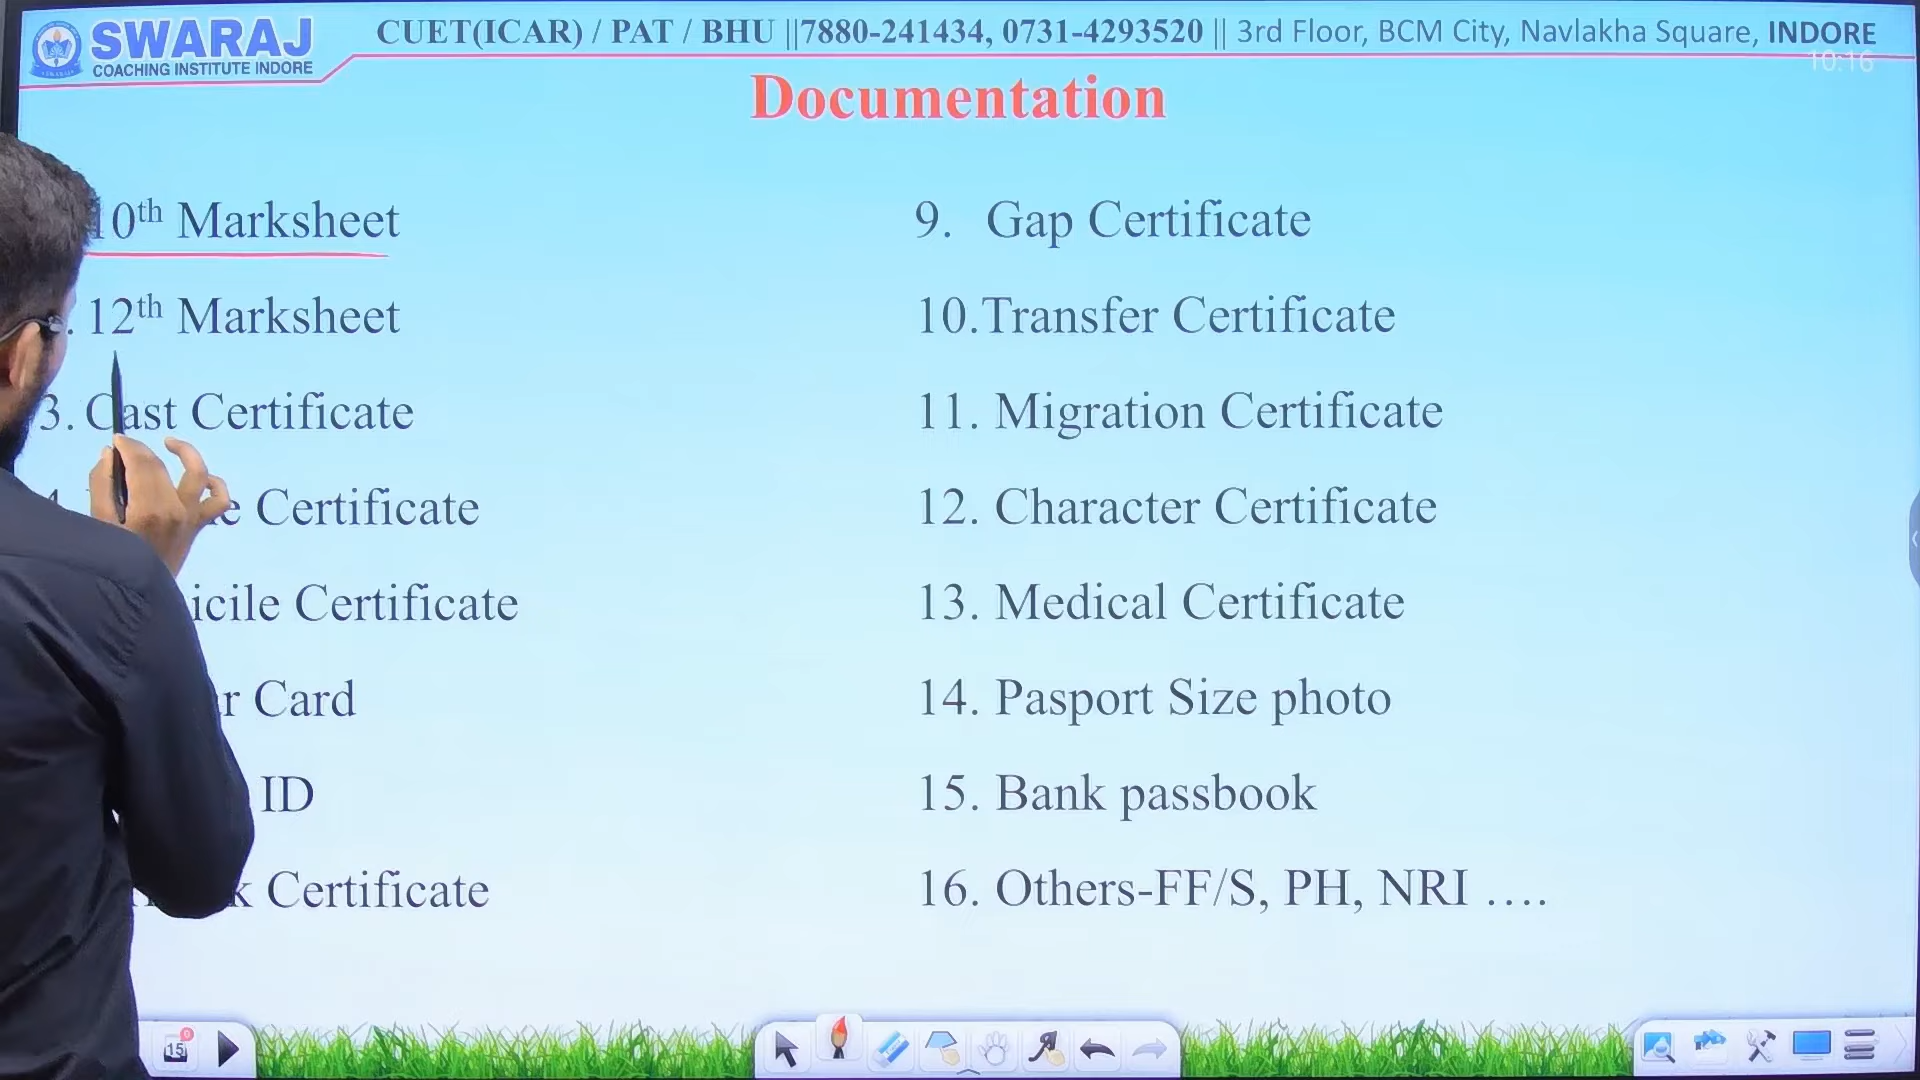 SWARAJ
COACHING INSTITUTE INDORE
CUET(ICAR) / PAT / BHU ||7880-241434, 0731-4293520 || 3rd Floor, BCM City, Navlakha Square, INDORE
10:16
Documentation
10th Marksheet
. 12th Marksheet
3. Cast Certificate
Certificate
Certificate
Card
ID
Certificate
9. Gap Certificate
10.Transfer Certificate
11. Migration Certificate
12. Character Certificate
13. Medical Certificate
14. Pasport Size photo
15. Bank passbook
16. Others-FF/S, PH, NRI ....
15